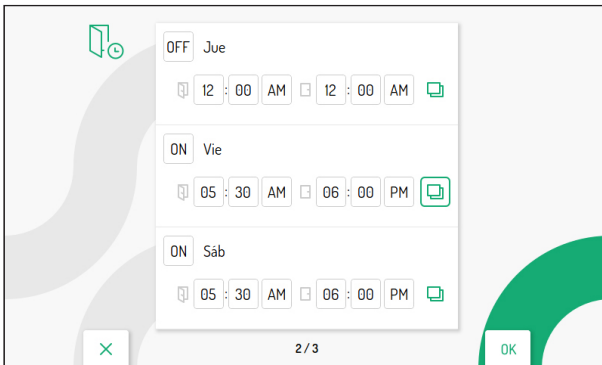 OFF Jue
12 : 00 AM 12 : 00 AM
ON Vie
05 : 30 AM 06 : 00 PM
ON Sáb
05 : 30 AM 06 : 00 PM
2/3
OK